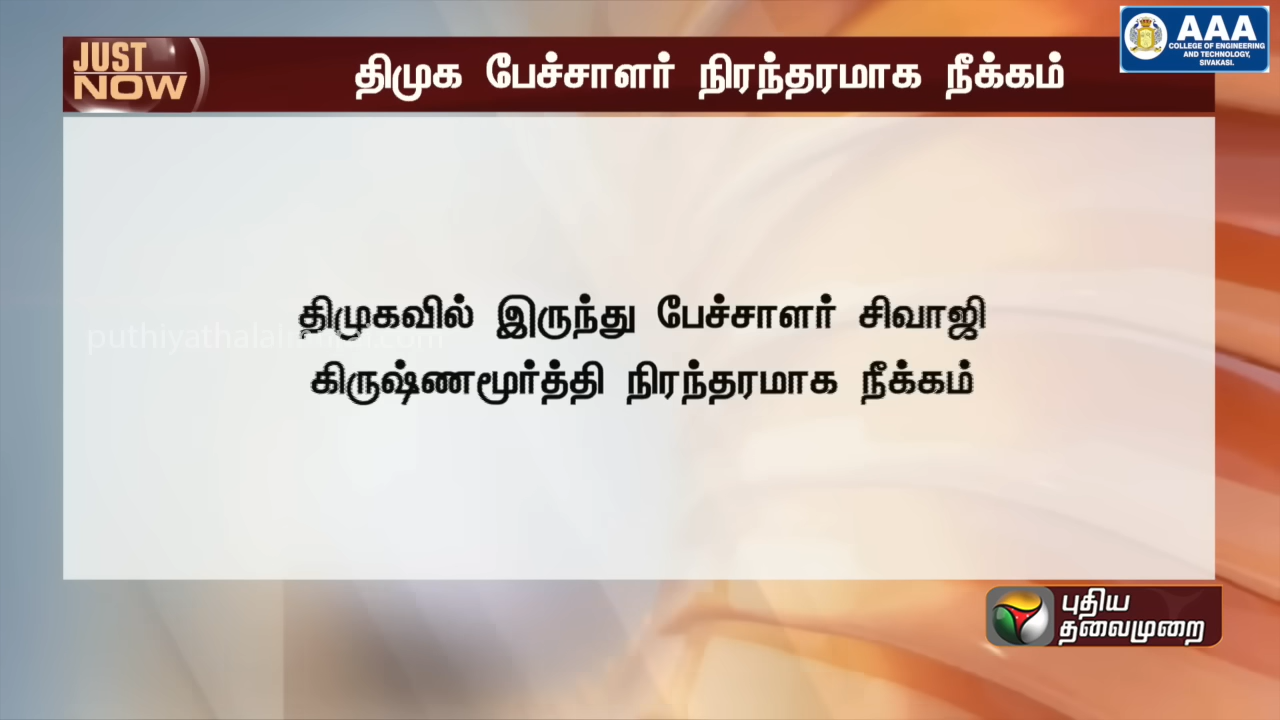 JUST
NOW
திமுக பேச்சாளர் நிரந்தரமாக நீக்கம்
AAA
COLLEGE OF ENGINEERING
AND TECHNOLOGY,
SIVAKASI.
திமுகவில் இருந்து பேச்சாளர் சிவாஜி
கிருஷ்ணமூர்த்தி நிரந்தரமாக நீக்கம்
புதிய
தலைமுறை